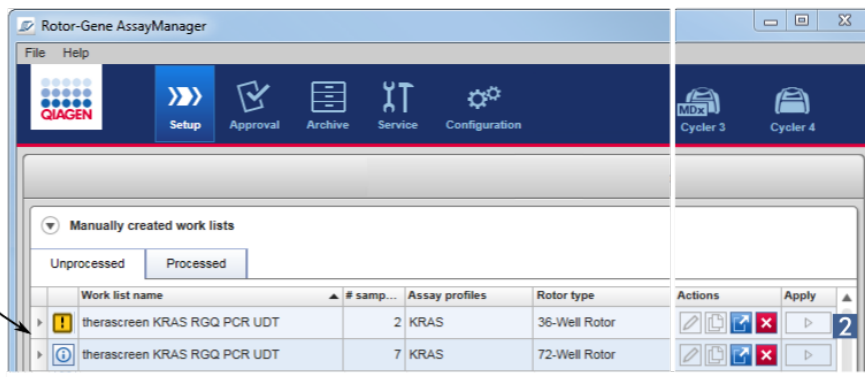 Rotor-Gene AssayManager
File Help
QIAGEN
Setup Approval Archive Service Configuration MDx Cycler 3 Cycler 4
Manually created work lists
Unprocessed Processed
Work list name # samp... Assay profiles Rotor type Actions Apply
therascreen KRAS RGQ PCR UDT 2 KRAS 36-Well Rotor 2
therascreen KRAS RGQ PCR UDT 7 KRAS 72-Well Rotor